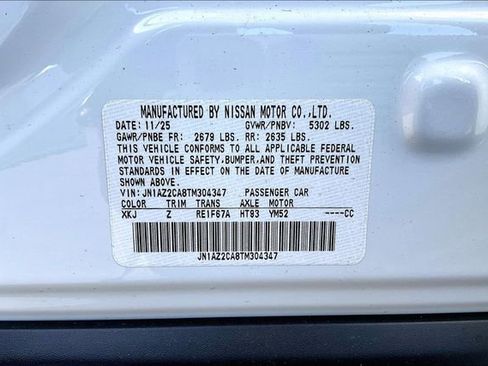 MANUFACTURED BY NISSAN MOTOR CO.,LTD.
DATE: 11/25 GVWR/PNBV: 5302 LBS.
GAWR/PNBE FR: 2679 LBS. RR: 2635 LBS.
THIS VEHICLE CONFORMS TO ALL APPLICABLE FEDERAL
MOTOR VEHICLE SAFETY,BUMPER,AND THEFT PREVENTION
STANDARDS IN EFFECT ON THE DATE OF MANUFACTURE
SHOWN ABOVE.
VIN: JN1AZ2CA8TM304347 PASSENGER CAR
COLOR TRIM TRANS AXLE MOTOR
XKJ Z RE1F67A HT83 YM52 ----CC
JN1AZ2CA8TM304347